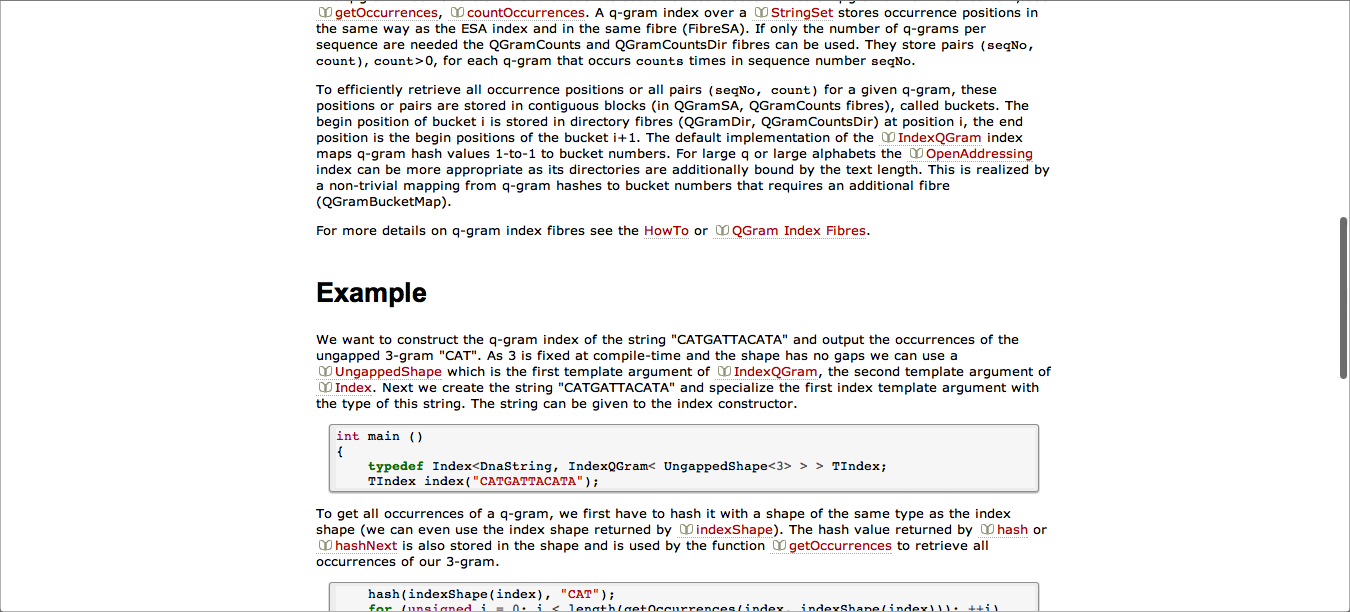 getOccurrences, countOccurrences. A q-gram index over a StringSet stores occurrence positions in
the same way as the ESA index and in the same fibre (FibreSA). If only the number of q-grams per
sequence are needed the QGramCounts and QGramCountsDir fibres can be used. They store pairs (seqNo,
count), count>0, for each q-gram that occurs counts times in sequence number seqNo.
To efficiently retrieve all occurrence positions or all pairs (seqNo, count) for a given q-gram, these
positions or pairs are stored in contiguous blocks (in QGramSA, QGramCounts fibres), called buckets. The
begin position of bucket i is stored in directory fibres (QGramDir, QGramCountsDir) at position i, the end
position is the begin positions of the bucket i+1. The default implementation of the IndexQGram index
maps q-gram hash values 1-to-1 to bucket numbers. For large q or large alphabets the OpenAddressing
index can be more appropriate as its directories are additionally bound by the text length. This is realized by
a non-trivial mapping from q-gram hashes to bucket numbers that requires an additional fibre
(QGramBucketMap).
For more details on q-gram index fibres see the HowTo or QGram Index Fibres.
Example
We want to construct the q-gram index of the string "CATGATTACATA" and output the occurrences of the
ungapped 3-gram "CAT". As 3 is fixed at compile-time and the shape has no gaps we can use a
UngappedShape which is the first template argument of IndexQGram, the second template argument of
Index. Next we create the string "CATGATTACATA" and specialize the first index template argument with
the type of this string. The string can be given to the index constructor.
int main ()
{
    typedef Index<DnaString, IndexQGram< UngappedShape<3> > > TIndex;
    TIndex index("CATGATTACATA");
To get all occurrences of a q-gram, we first have to hash it with a shape of the same type as the index
shape (we can even use the index shape returned by indexShape). The hash value returned by hash or
hashNext is also stored in the shape and is used by the function getOccurrences to retrieve all
occurrences of our 3-gram.
    hash(indexShape(index), "CAT");
    for (unsigned i = 0; i < length(getOccurrences(index, indexShape(index))); ++i)